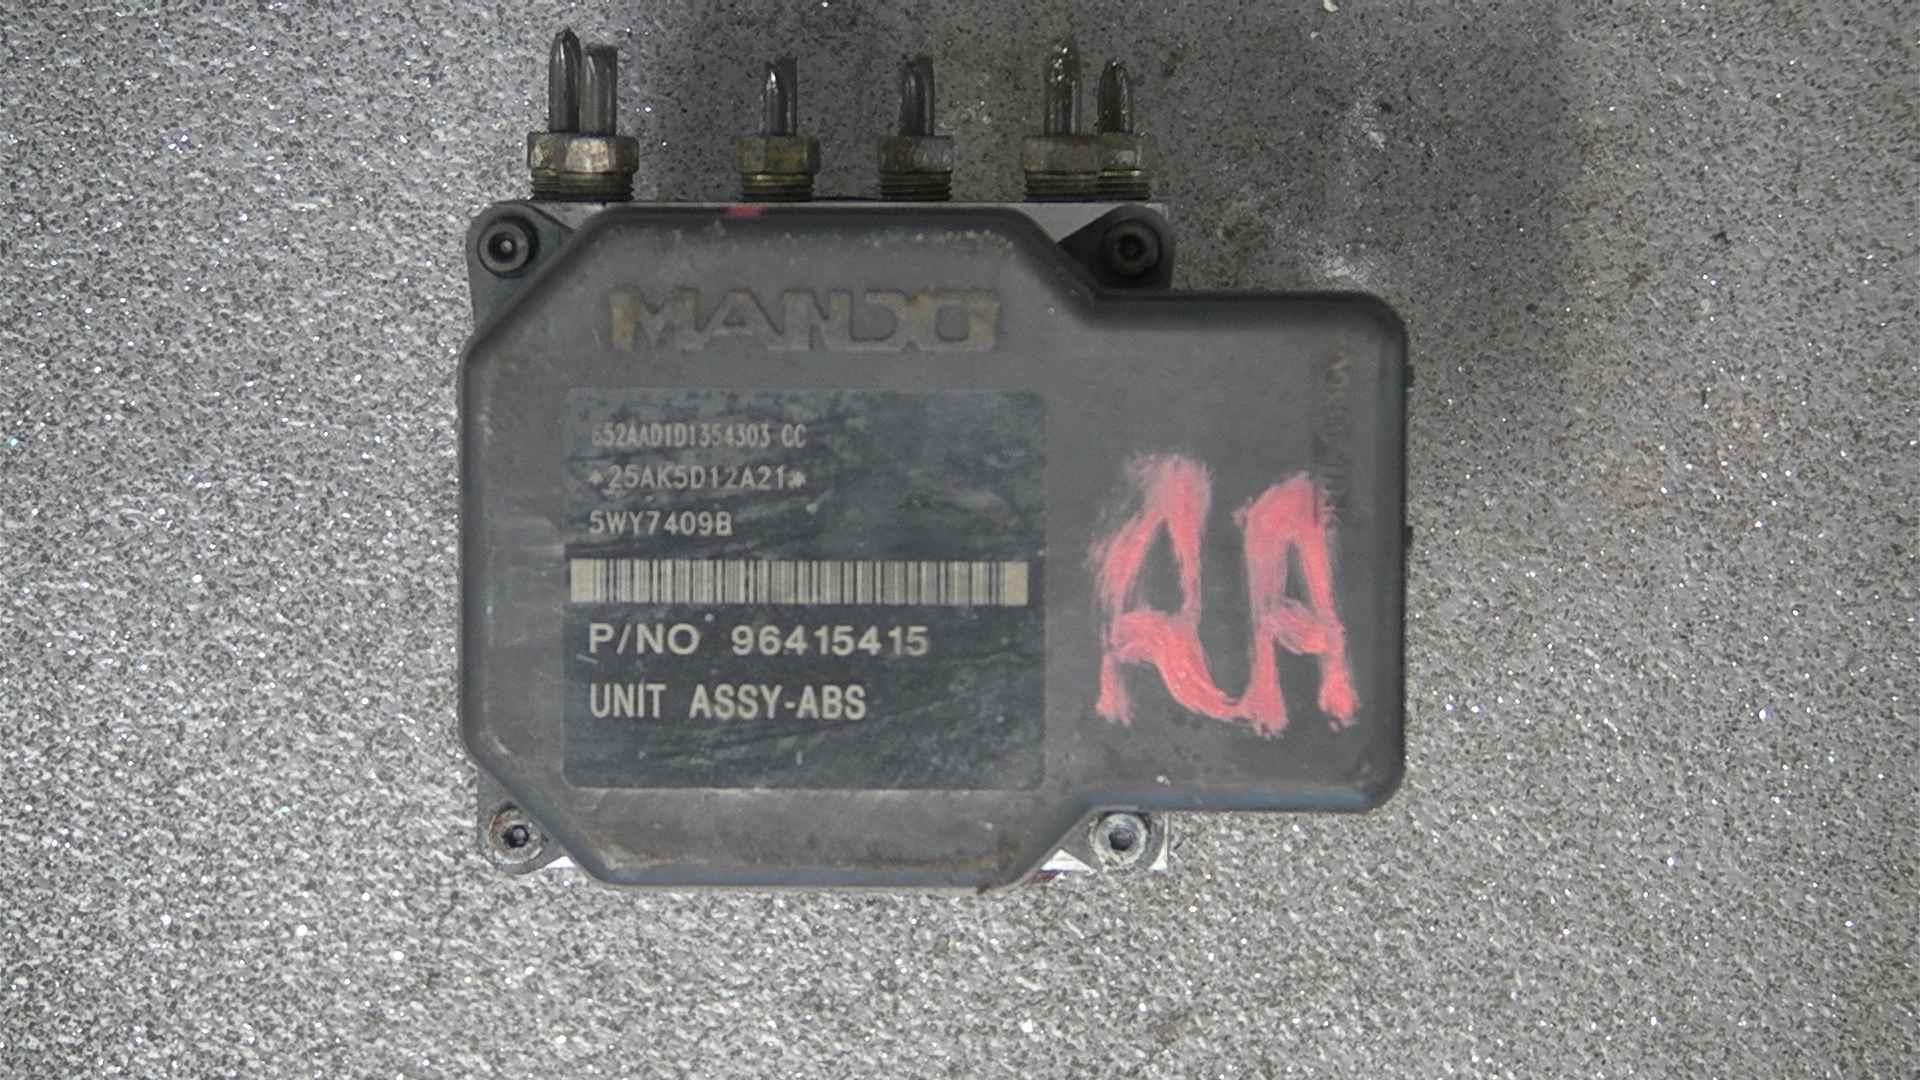 MANDO
652AAD1D1354303 CC
*25AK5D12A21*
5WY7409B
P/NO 96415415
UNIT ASSY-ABS
AA